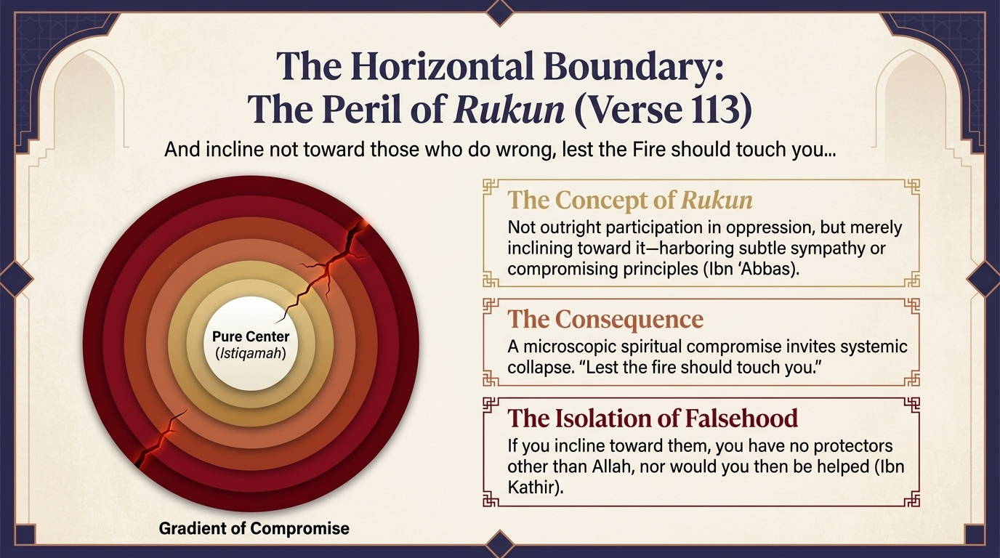 The Horizontal Boundary:
The Peril of Rukun (Verse 113)
And incline not toward those who do wrong, lest the Fire should touch you...
Pure Center
(Istiqamah)
Gradient of Compromise
The Concept of Rukun
Not outright participation in oppression, but merely
inclining toward it—harboring subtle sympathy or
compromising principles (Ibn ‘Abbas).
The Consequence
A microscopic spiritual compromise invites systemic
collapse. “Lest the fire should touch you.”
The Isolation of Falsehood
If you incline toward them, you have no protectors
other than Allah, nor would you then be helped (Ibn
Kathir).